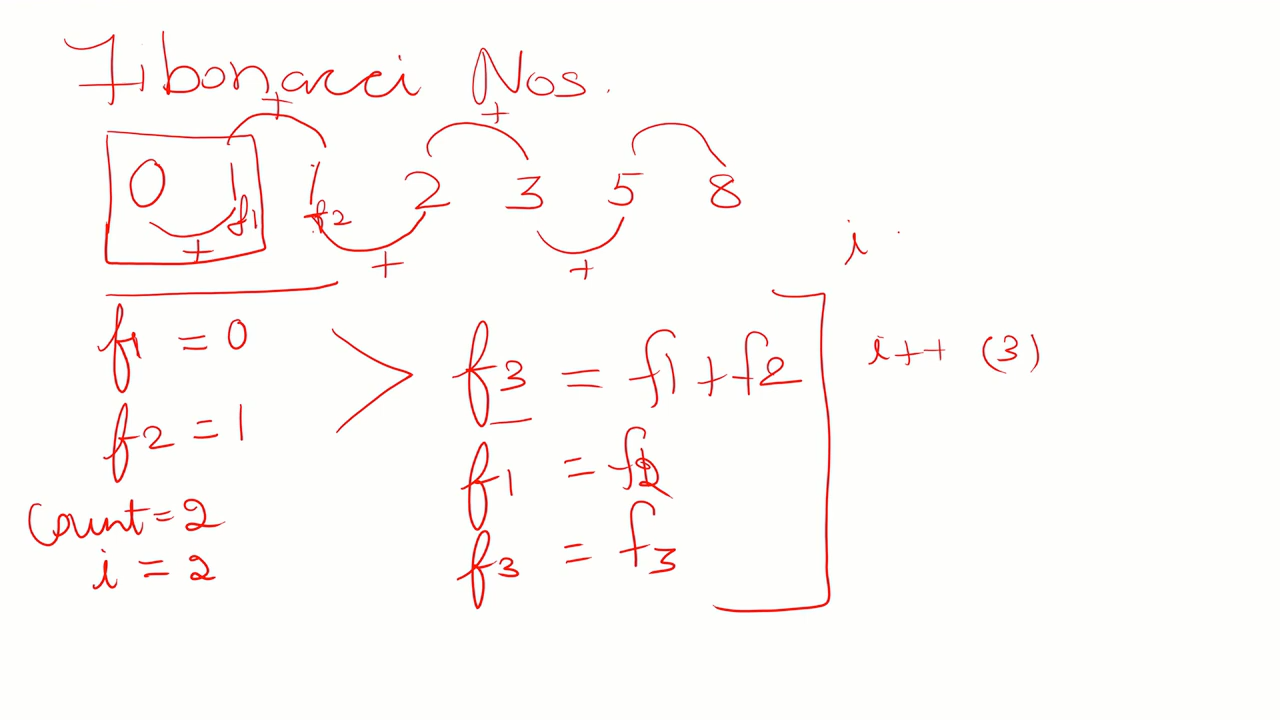 Fibonacci Nos.
+ +
0 1 1 2 3 5 8
f1 f2
+ + +
i
f1 = 0
f3 = f1 + f2
i++ (3)
f2 = 1
f1 = f2
count = 2
f3 = f3
i = 2